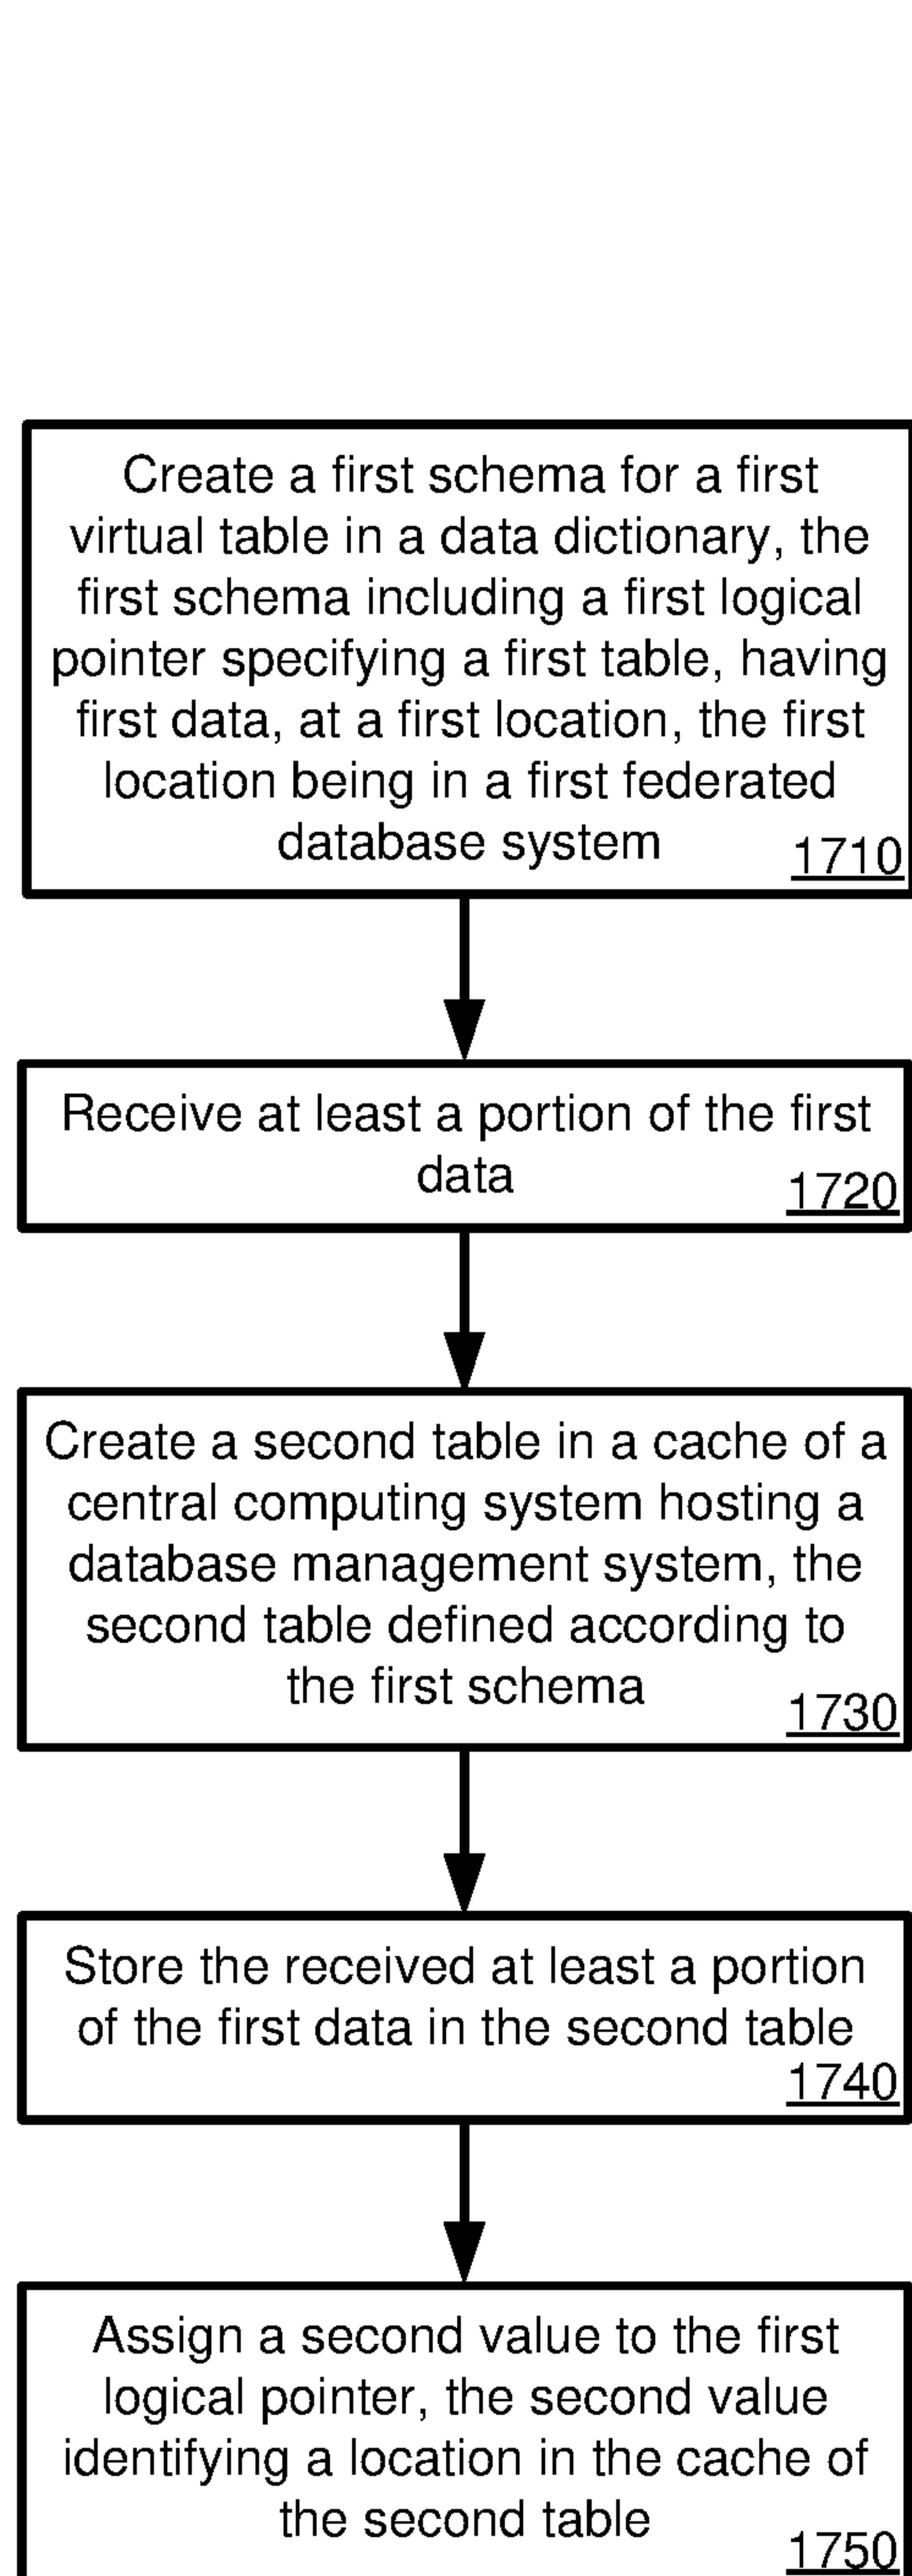 Create a first schema for a first
virtual table in a data dictionary, the
first schema including a first logical
pointer specifying a first table, having
first data, at a first location, the first
location being in a first federated
database system
1710
Receive at least a portion of the first
data
1720
Create a second table in a cache of a
central computing system hosting a
database management system, the
second table defined according to
the first schema
1730
Store the received at least a portion
of the first data in the second table
1740
Assign a second value to the first
logical pointer, the second value
identifying a location in the cache of
the second table
1750